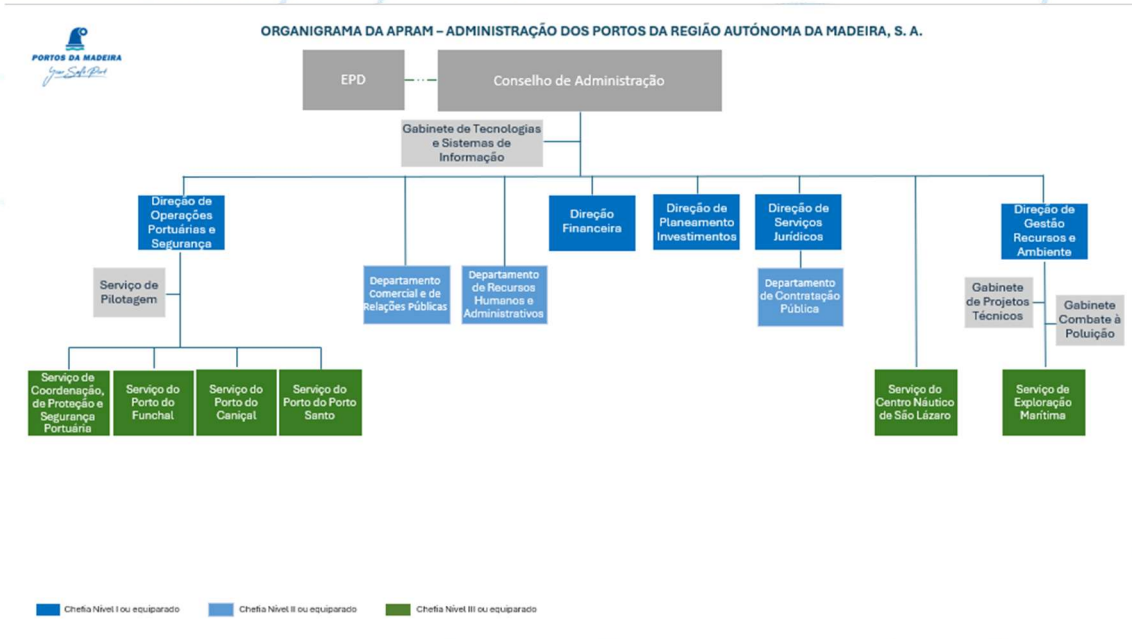 ORGANIGRAMA DA APRAM – ADMINISTRAÇÃO DOS PORTOS DA REGIÃO AUTÓNOMA DA MADEIRA, S. A.
PORTOS DA MADEIRA
Your Safe Port
EPD
Conselho de Administração
Gabinete de Tecnologias
e Sistemas de
Informação
Direção de
Operações
Portuárias e
Segurança
Direção
Financeira
Direção de
Planeamento
Investimentos
Direção de
Serviços
Jurídicos
Direção de
Gestão
Recursos e
Ambiente
Serviço de
Pilotagem
Departamento
Comercial e de
Relações Públicas
Departamento
de Recursos
Humanos e
Administrativos
Departamento
de Contratação
Pública
Gabinete
de Projetos
Técnicos
Gabinete
Combate à
Poluição
Serviço de
Coordenação,
de Proteção e
Segurança
Portuária
Serviço do
Porto do
Funchal
Serviço do
Porto do
Caniçal
Serviço do
Porto do Porto
Santo
Serviço do
Centro Náutico
de São Lázaro
Serviço de
Exploração
Marítima
Chefia Nível I ou equiparado
Chefia Nível II ou equiparado
Chefia Nível III ou equiparado